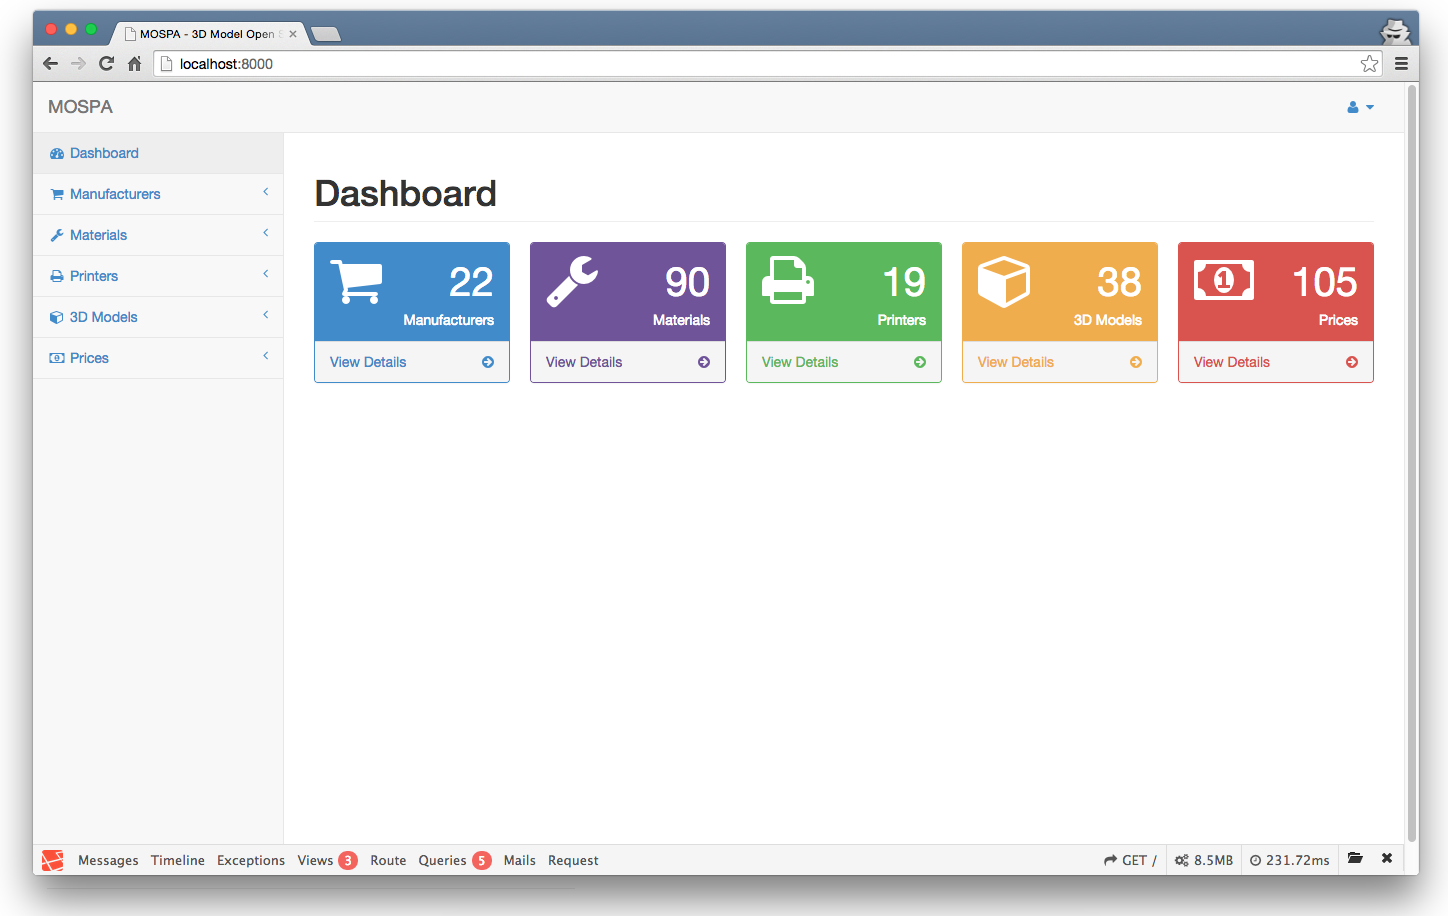 MOSPA - 3D Model Open
localhost:8000
MOSPA
Dashboard
Manufacturers
Materials
Printers
3D Models
Prices
Dashboard
22
Manufacturers
View Details
90
Materials
View Details
19
Printers
View Details
38
3D Models
View Details
1
105
Prices
View Details
Messages Timeline Exceptions Views 3 Route Queries 5 Mails Request
GET / 8.5MB 231.72ms